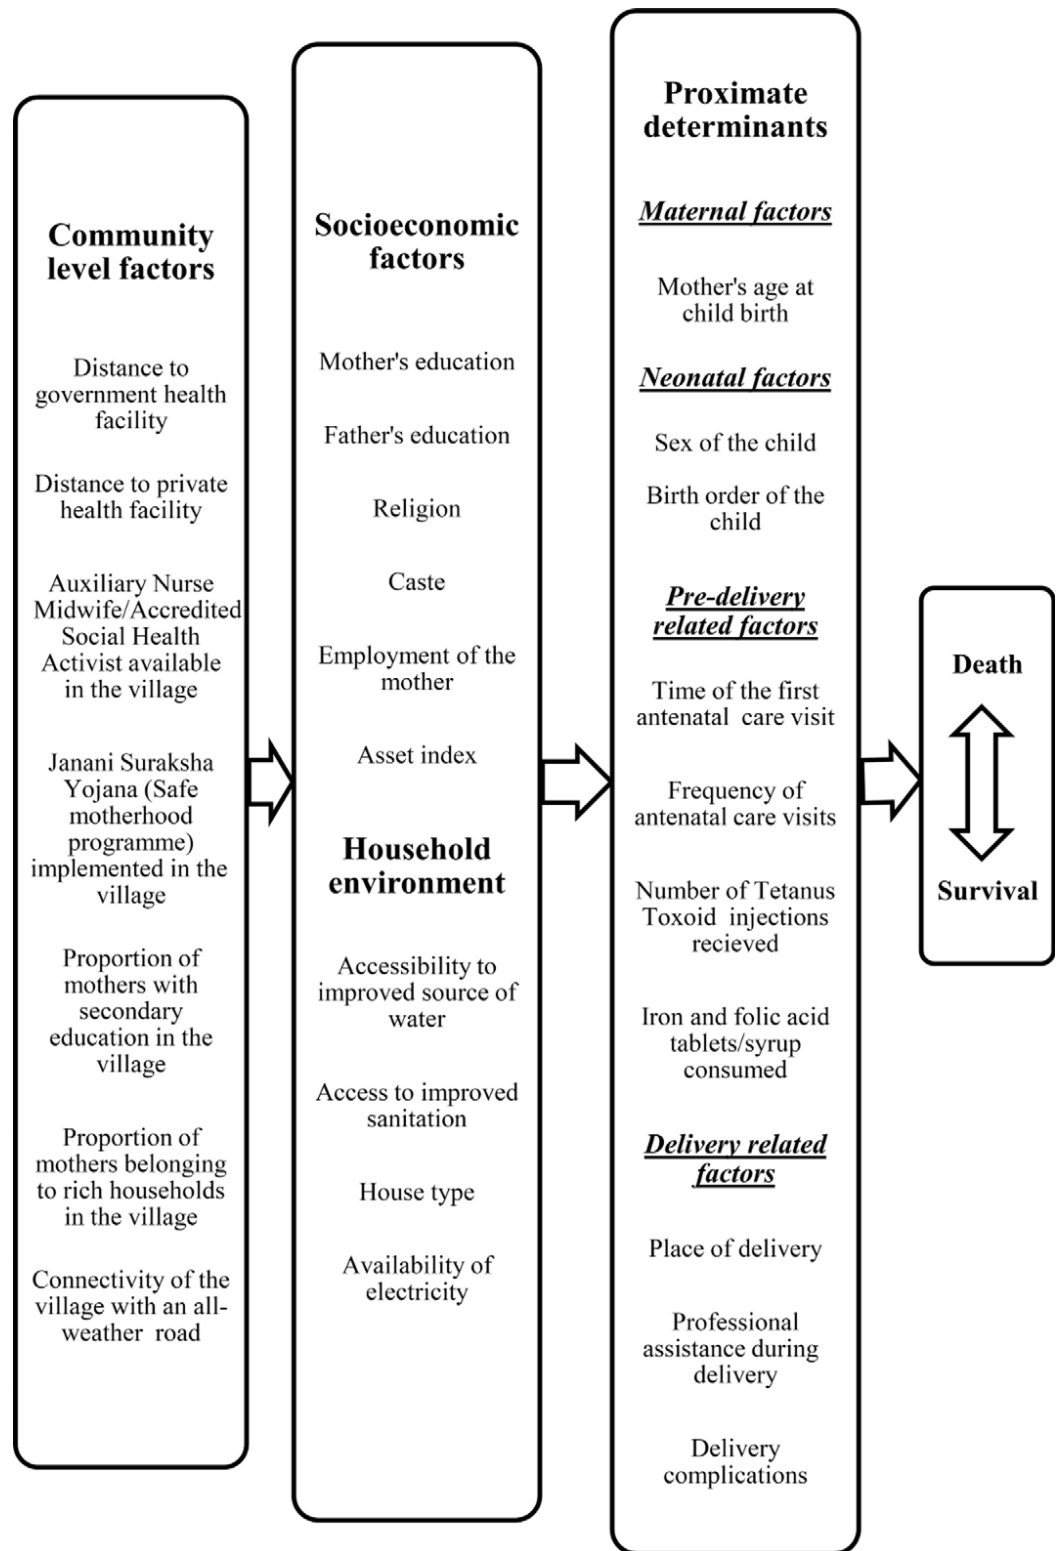 Community
level factors
Distance to
government health
facility
Distance to private
health facility
Auxiliary Nurse
Midwife/Accredited
Social Health
Activist available
in the village
Janani Suraksha
Yojana (Safe
motherhood
programme)
implemented in the
village
Proportion of
mothers with
secondary
education in the
village
Proportion of
mothers belonging
to rich households
in the village
Connectivity of the
village with an all-
weather road
Socioeconomic
factors
Mother's education
Father's education
Religion
Caste
Employment of the
mother
Asset index
Household
environment
Accessibility to
improved source of
water
Access to improved
sanitation
House type
Availability of
electricity
Proximate
determinants
Maternal factors
Mother's age at
child birth
Neonatal factors
Sex of the child
Birth order of the
child
Pre-delivery
related factors
Time of the first
antenatal care visit
Frequency of
antenatal care visits
Number of Tetanus
Toxoid injections
recieved
Iron and folic acid
tablets/syrup
consumed
Delivery related
factors
Place of delivery
Professional
assistance during
delivery
Delivery
complications
Death
Survival